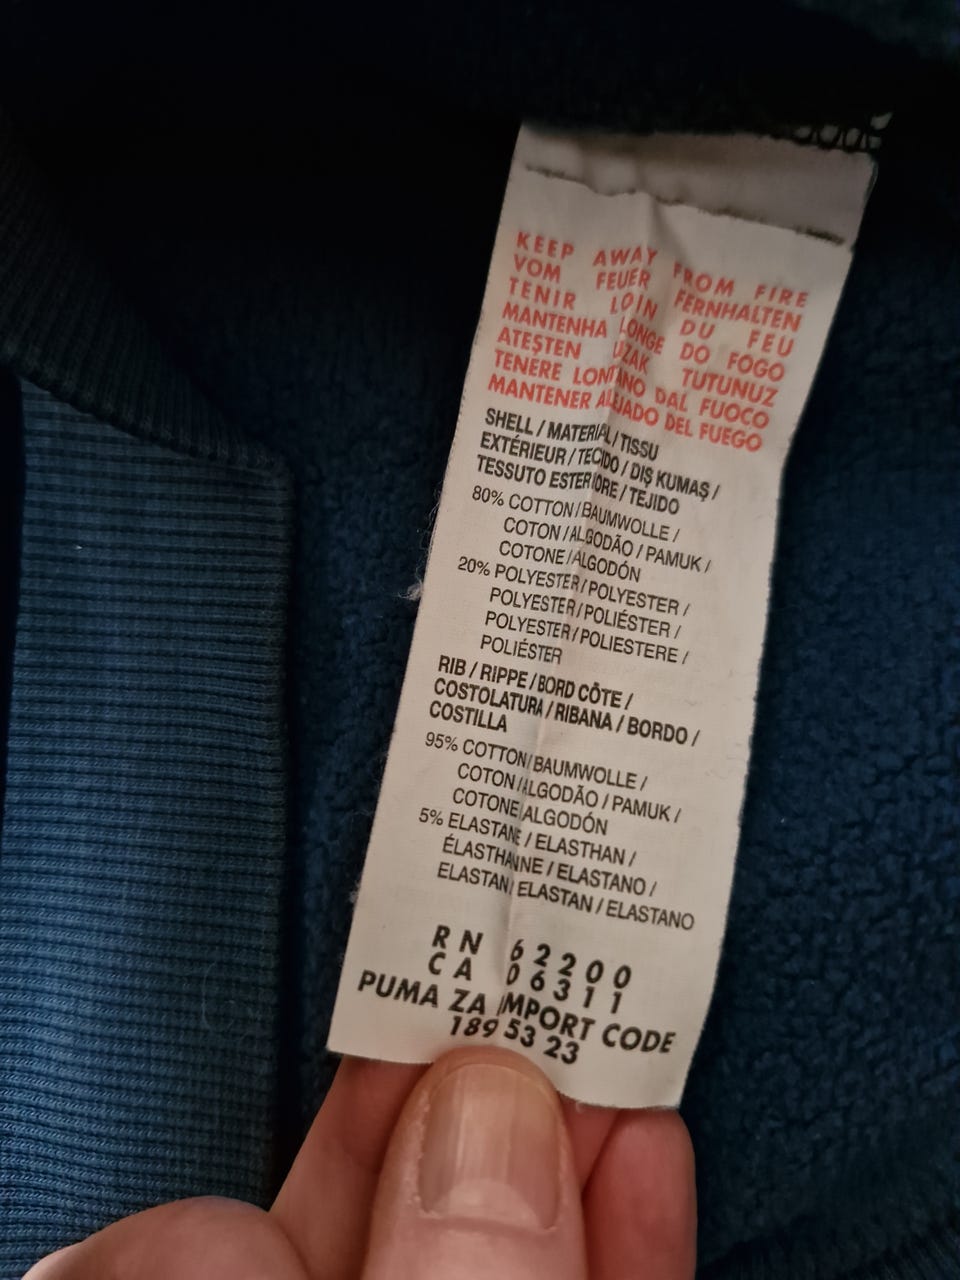 KEEP AWAY FROM FIRE
VOM FEUER FERNHALTEN
TENIR LOIN DU FEU
MANTENHA LONGE DO FOGO
ATEŞTEN UZAK TUTUNUZ
TENERE LONTANO DAL FUOCO
MANTENER ALEJADO DEL FUEGO
SHELL / MATERIAL / TISSU
EXTÉRIEUR / TECIDO / DIŞ KUMAŞ /
TESSUTO ESTERIORE / TEJIDO
80% COTTON / BAUMWOLLE /
COTON / ALGODÃO / PAMUK /
COTONE / ALGODÓN
20% POLYESTER / POLYESTER /
POLYESTER / POLIÉSTER /
POLYESTER / POLIESTERE /
POLIÉSTER
RIB / RIPPE / BORD CÔTE /
COSTOLATURA / RIBANA / BORDO /
COSTILLA
95% COTTON / BAUMWOLLE /
COTON / ALGODÃO / PAMUK /
COTONE / ALGODÓN
5% ELASTANE / ELASTHAN /
ÉLASTHANNE / ELASTANO /
ELASTAN / ELASTAN / ELASTANO
RN 62200
CA 06311
PUMA ZA IMPORT CODE
189 53 23